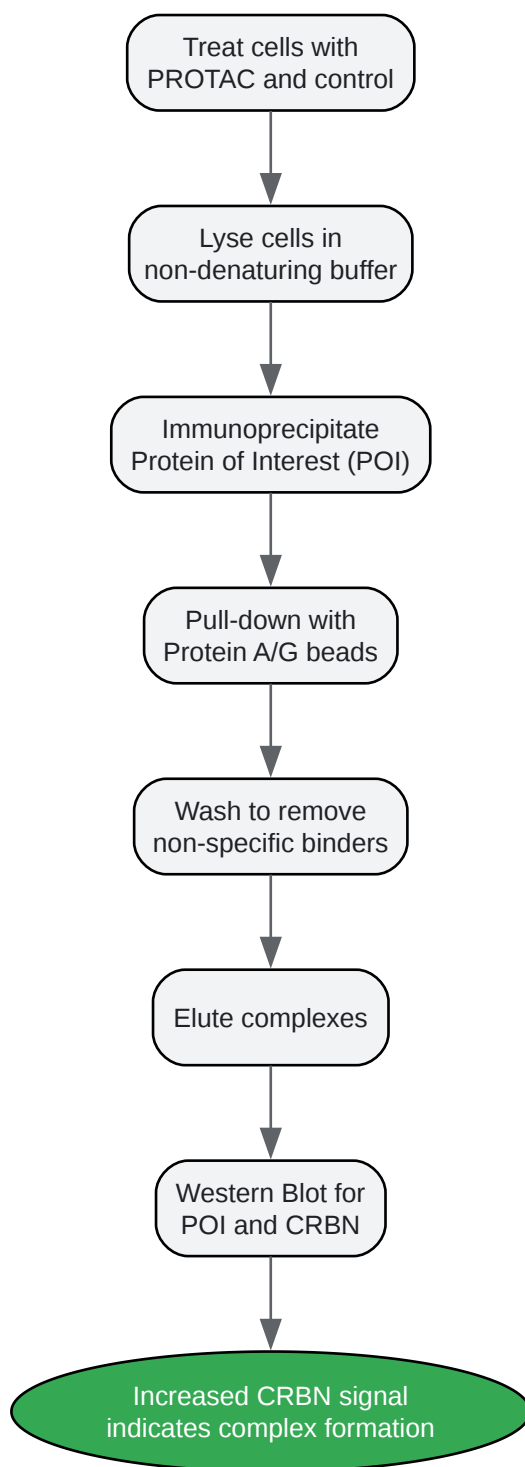 Treat cells with
PROTAC and control
Lyse cells in
non-denaturing buffer
Immunoprecipitate
Protein of Interest (POI)
Pull-down with
Protein A/G beads
Wash to remove
non-specific binders
Elute complexes
Western Blot for
POI and CRBN
Increased CRBN signal
indicates complex formation